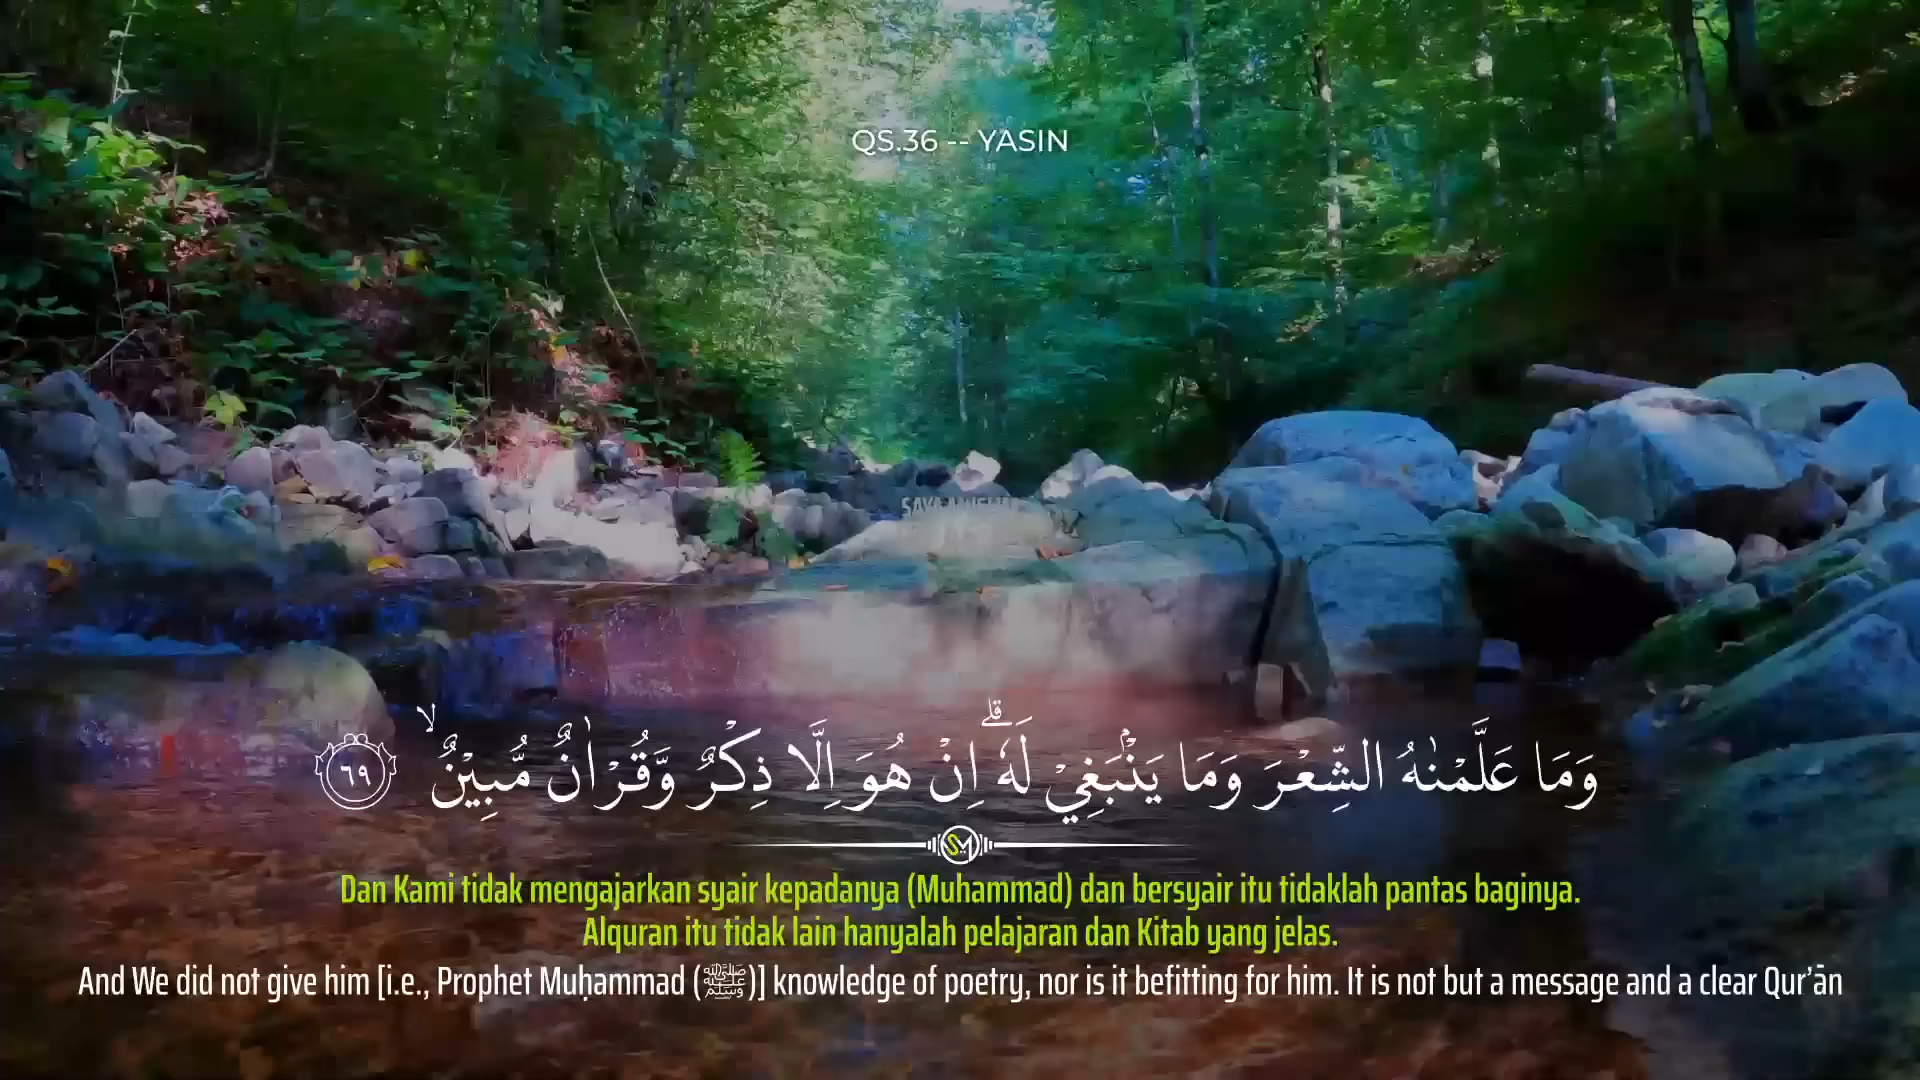 QS.36 -- YASIN
وَمَا عَلَّمْنٰهُ الشِّعْرَ وَمَا يَنْۢبَغِيْ لَهٗ ۗاِنْ هُوَ اِلَّا ذِكْرٌ وَّقُرْاٰنٌ مُّبِيْنٌ ۙ ٦٩
SM
Dan Kami tidak mengajarkan syair kepadanya (Muhammad) dan bersyair itu tidaklah pantas baginya.
Alquran itu tidak lain hanyalah pelajaran dan Kitab yang jelas.
And We did not give him [i.e., Prophet Muḥammad (ﷺ)] knowledge of poetry, nor is it befitting for him. It is not but a message and a clear Qur’ān